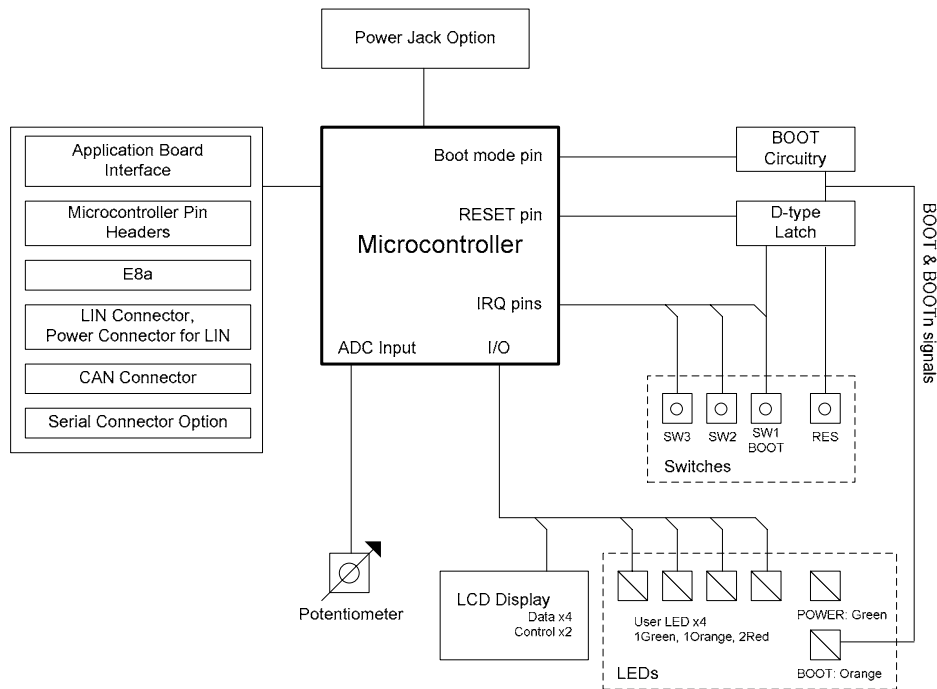 Power Jack Option
Application Board
Interface
Microcontroller Pin
Headers
E8a
LIN Connector,
Power Connector for LIN
CAN Connector
Serial Connector Option
Boot mode pin
RESET pin
Microcontroller
IRQ pins
ADC Input
I/O
BOOT
Circuitry
D-type
Latch
BOOT & BOOTn signals
SW3
SW2
SW1
BOOT
RES
Switches
Potentiometer
LCD Display
Data x4
Control x2
User LED x4
1Green, 1Orange, 2Red
POWER: Green
BOOT: Orange
LEDs